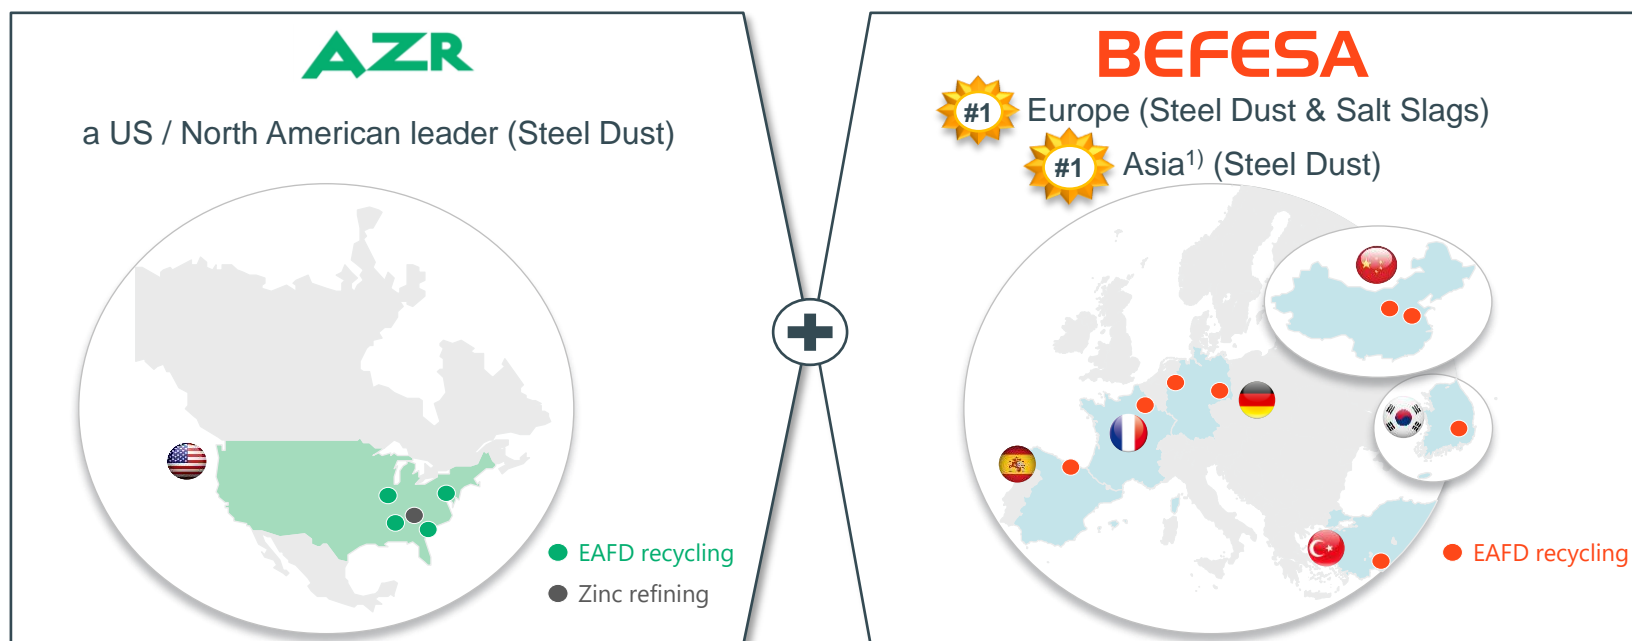 AZR
a US / North American leader (Steel Dust)
EAFD recycling
Zinc refining
BEFESA
#1 Europe (Steel Dust & Salt Slags)
#1 Asia¹⁾ (Steel Dust)
EAFD recycling